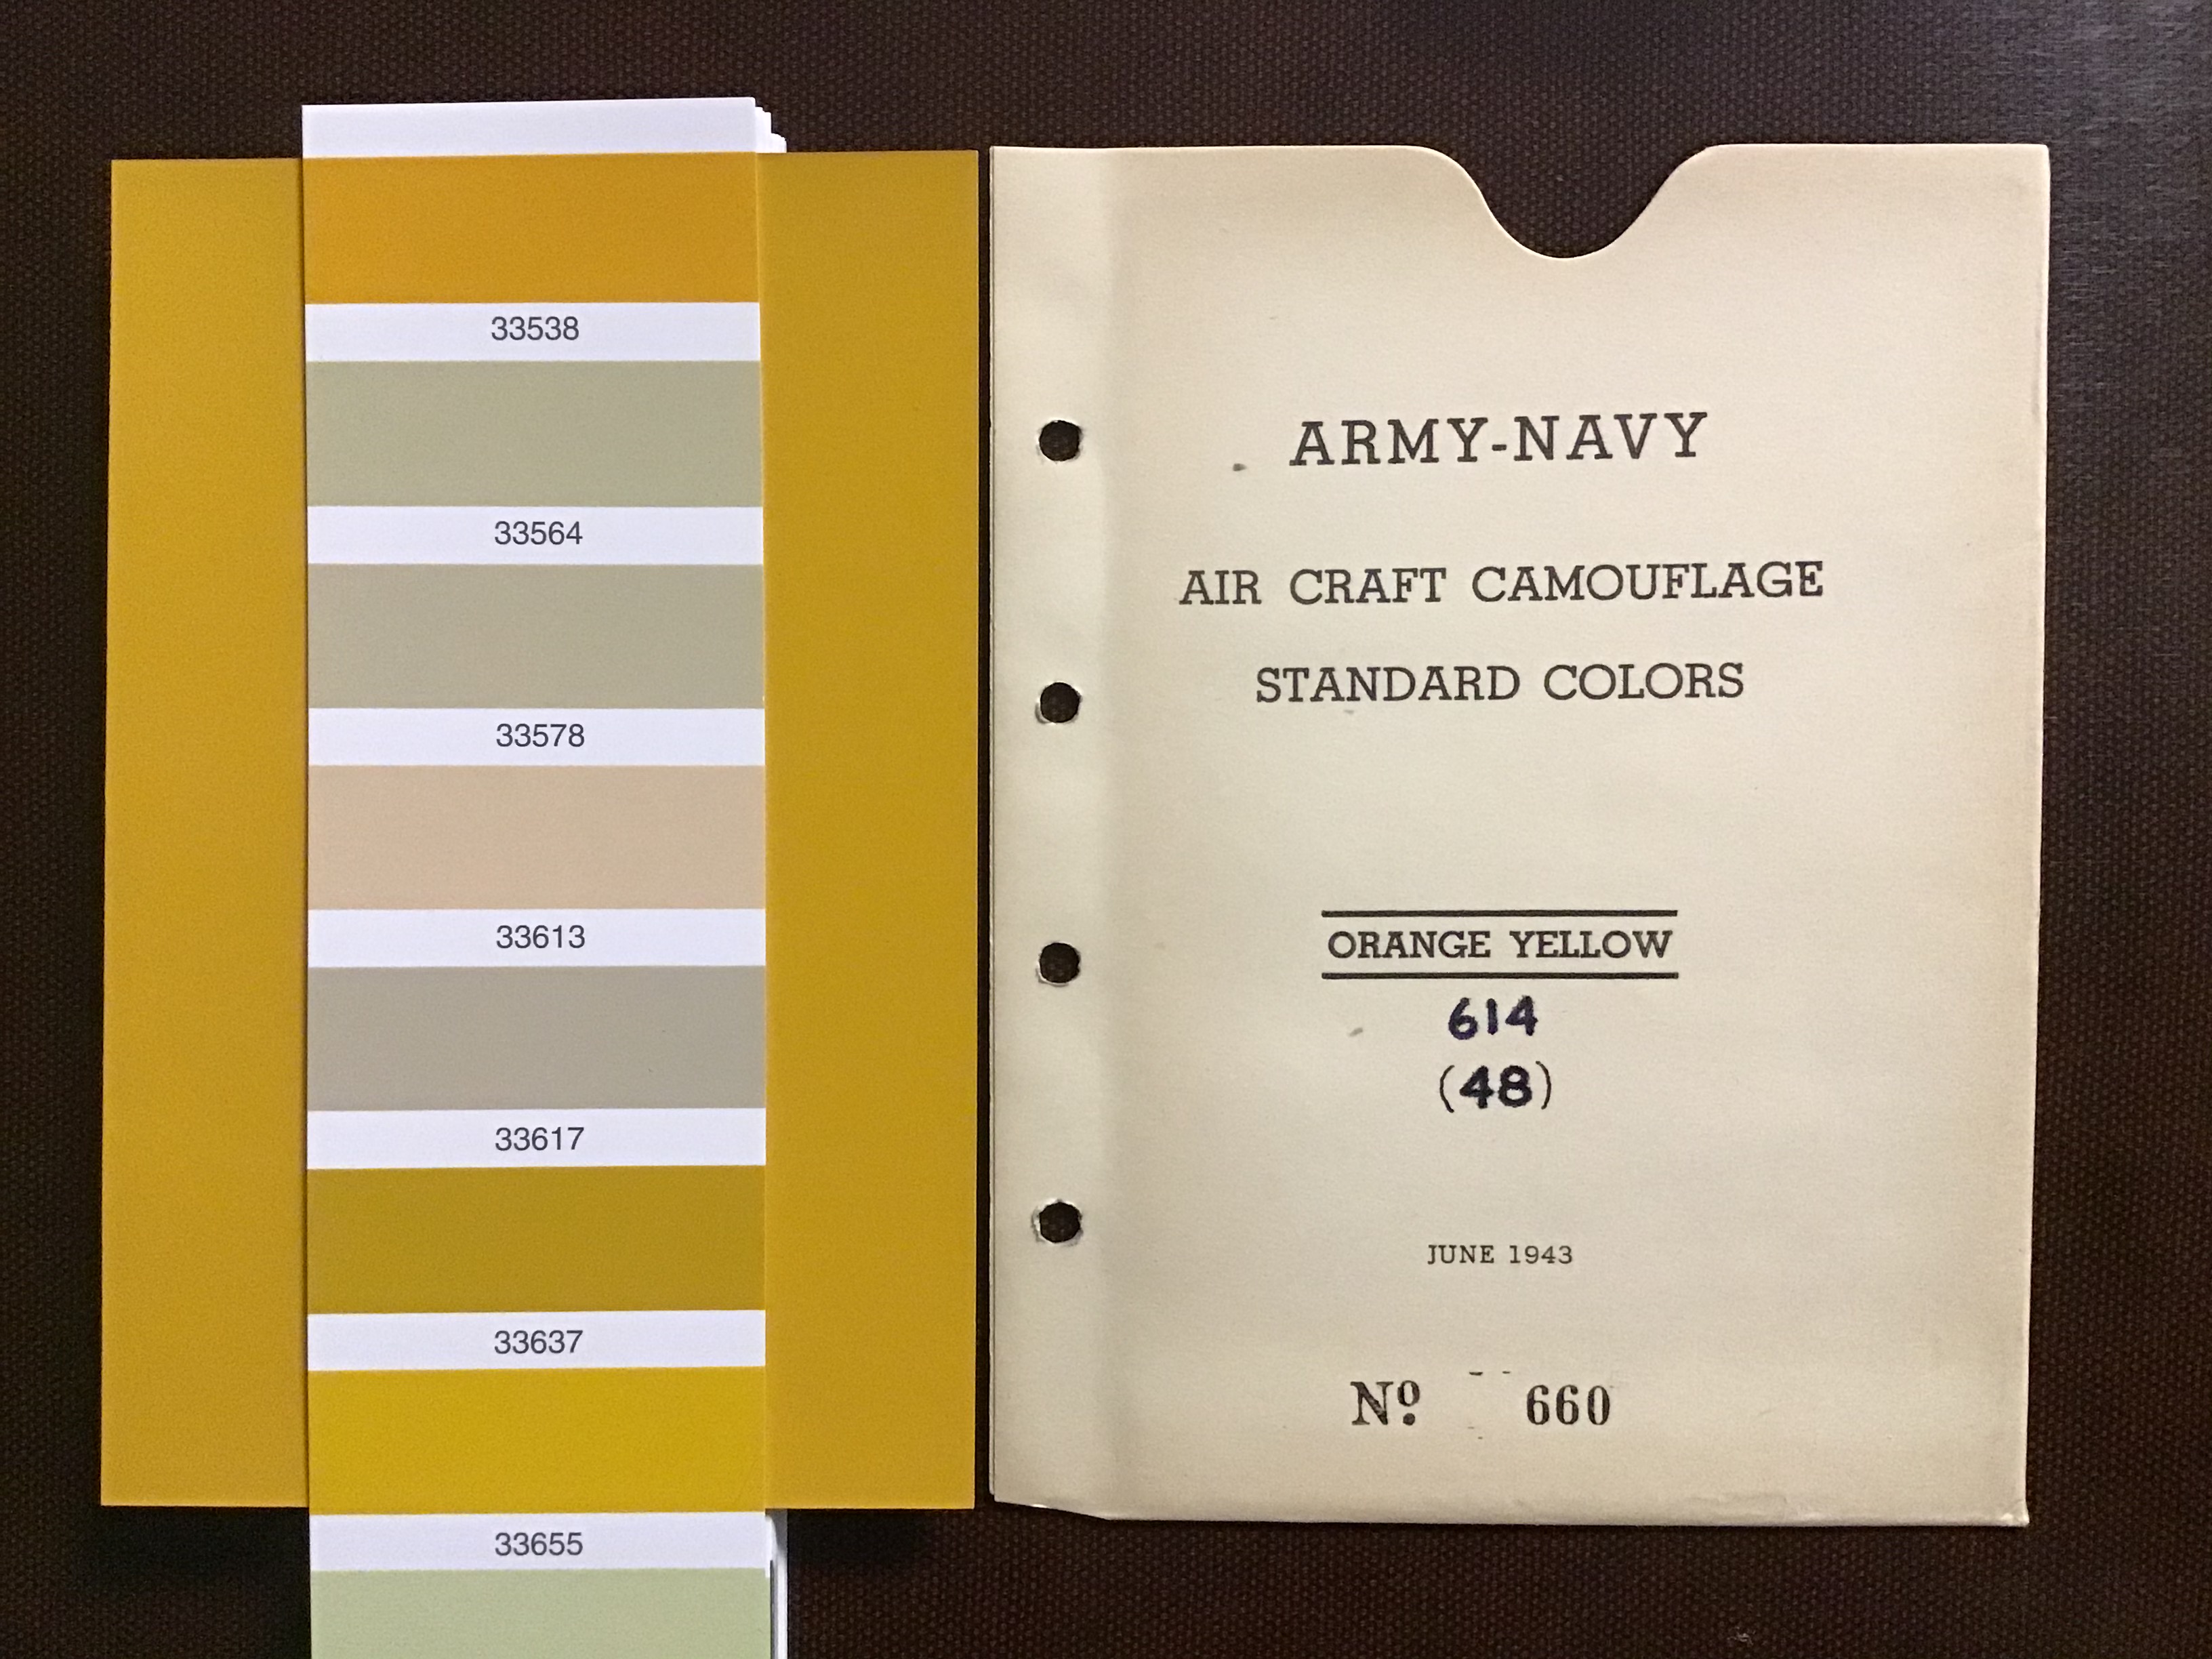 33538
33564
33578
33613
33617
33637
33655
ARMY-NAVY
AIR CRAFT CAMOUFLAGE
STANDARD COLORS
ORANGE YELLOW
614
(48)
JUNE 1943
Nº 660